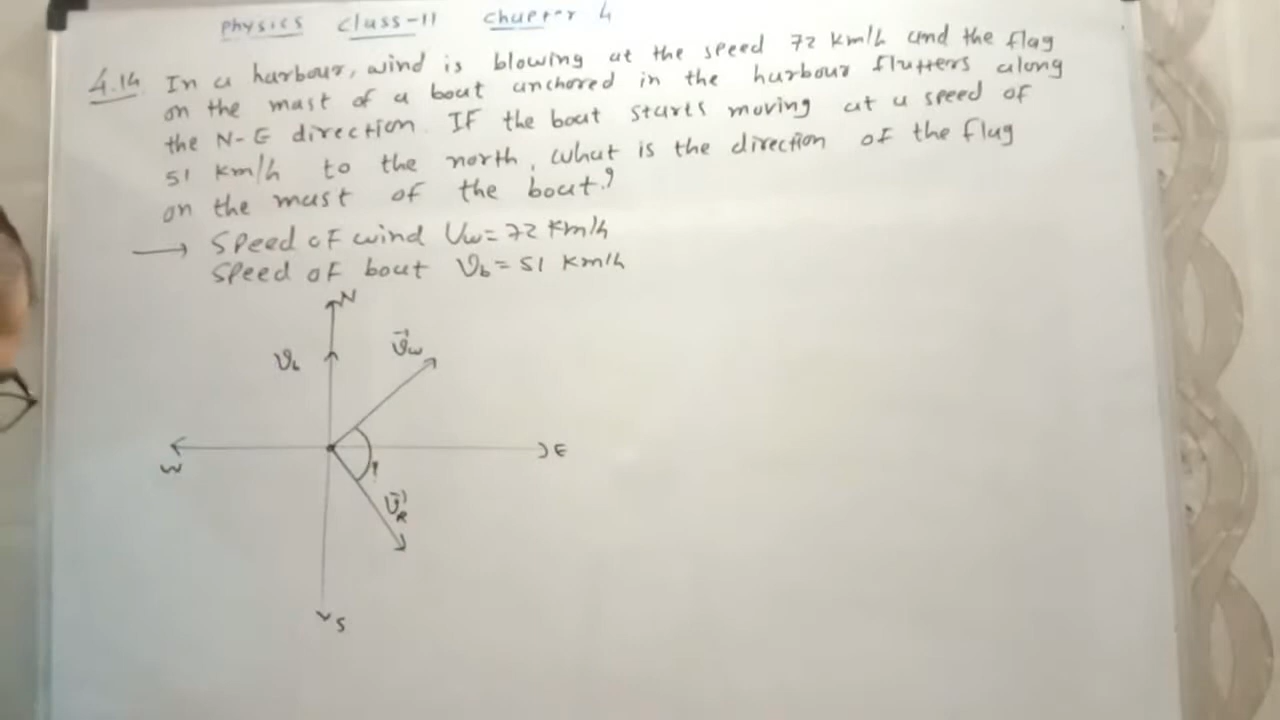 Physics Class-11 Chapter 4
4.14 In a harbour, wind is blowing at the speed 72 km/h and the flag
on the mast of a boat anchored in the harbour flutters along
the N-E direction. IF the boat starts moving at a speed of
51 km/h to the north, what is the direction of the flag
on the mast of the boat?
→ Speed of wind Vw = 72 km/h
Speed of boat Vb = 51 km/h
N
Vb Vw
W E
VR
S